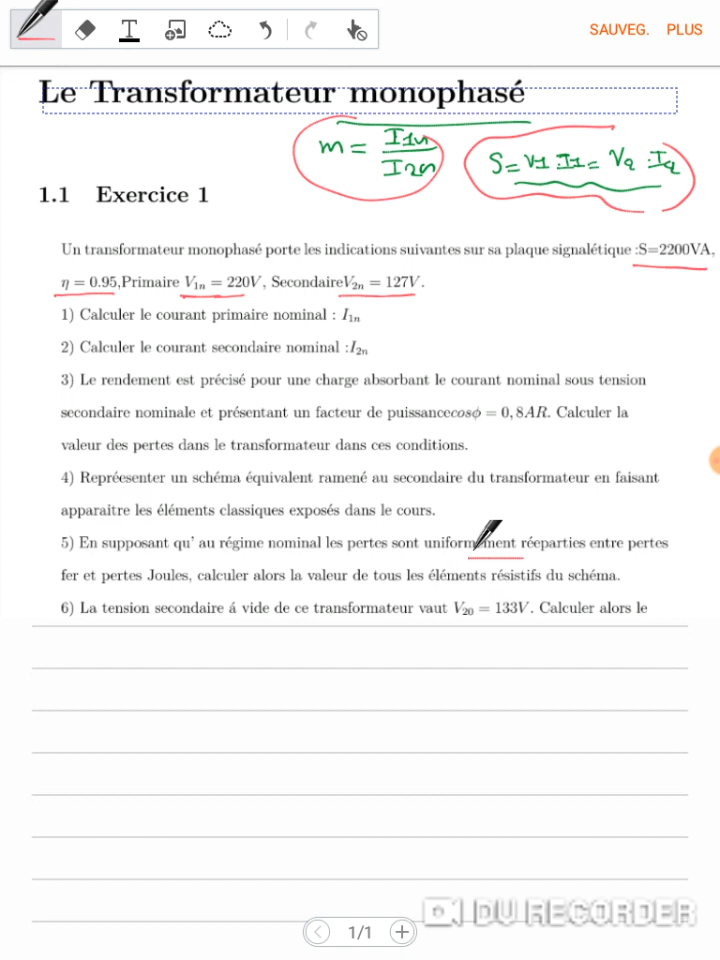 SAUVEG. PLUS
Le Transformateur monophasé
m = I1n / I2n
S = V1 . I1 = V2 . I2
1.1 Exercice 1
Un transformateur monophasé porte les indications suivantes sur sa plaque signalétique :S=2200VA,
η = 0.95,Primaire V1n = 220V, SecondaireV2n = 127V.
1) Calculer le courant primaire nominal : I1n
2) Calculer le courant secondaire nominal :I2n
3) Le rendement est précisé pour une charge absorbant le courant nominal sous tension
secondaire nominale et présentant un facteur de puissancecosϕ = 0,8AR. Calculer la
valeur des pertes dans le transformateur dans ces conditions.
4) Repréesenter un schéma équivalent ramené au secondaire du transformateur en faisant
apparaitre les éléments classiques exposés dans le cours.
5) En supposant qu' au régime nominal les pertes sont uniformément réeparties entre pertes
fer et pertes Joules, calculer alors la valeur de tous les éléments résistifs du schéma.
6) La tension secondaire á vide de ce transformateur vaut V20 = 133V. Calculer alors le
DU RECORDER
1/1